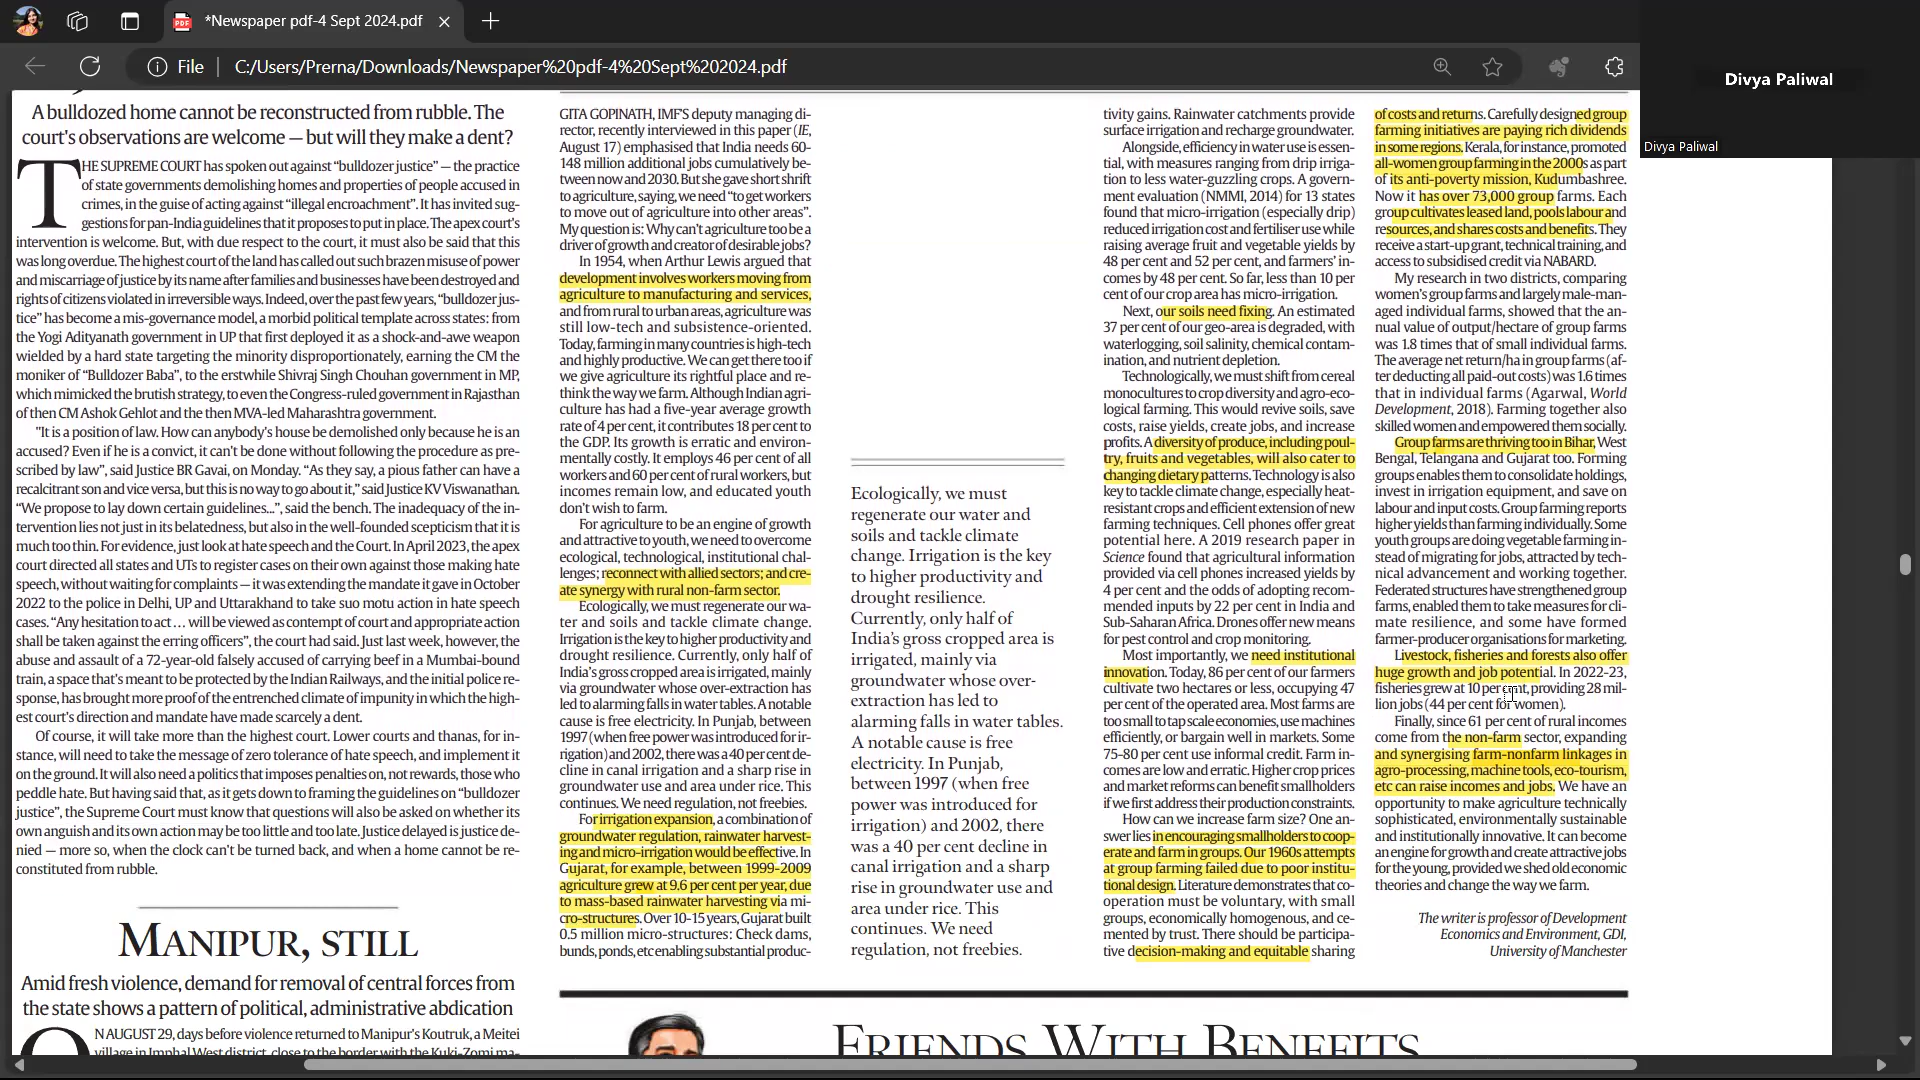 *Newspaper pdf-4 Sept 2024.pdf
File
C:/Users/Prerna/Downloads/Newspaper%20pdf-4%20Sept%202024.pdf
Divya Paliwal
Divya Paliwal
A bulldozed home cannot be reconstructed from rubble. The
court's observations are welcome — but will they make a dent?
THE SUPREME COURT has spoken out against "bulldozer justice" — the practice
of state governments demolishing homes and properties of people accused in
crimes, in the guise of acting against "illegal encroachment". It has invited sug-
gestions for pan-India guidelines that it proposes to put in place. The apex court's
intervention is welcome. But, with due respect to the court, it must also be said that this
was long overdue. The highest court of the land has called out such brazen misuse of power
and miscarriage of justice by its name after families and businesses have been destroyed and
rights of citizens violated in irreversible ways. Indeed, over the past few years, "bulldozer jus-
tice" has become a mis-governance model, a morbid political template across states: from
the Yogi Adityanath government in UP that first deployed it as a shock-and-awe weapon
wielded by a hard state targeting the minority disproportionately, earning the CM the
moniker of "Bulldozer Baba", to the erstwhile Shivraj Singh Chouhan government in MP,
which mimicked the brutish strategy, to even the Congress-ruled government in Rajasthan
of then CM Ashok Gehlot and the then MVA-led Maharashtra government.
"It is a position of law. How can anybody's house be demolished only because he is an
accused? Even if he is a convict, it can't be done without following the procedure as pre-
scribed by law", said Justice BR Gavai, on Monday. "As they say, a pious father can have a
recalcitrant son and vice versa, but this is no way to go about it," said Justice KV Viswanathan.
"We propose to lay down certain guidelines...", said the bench. The inadequacy of the in-
tervention lies not just in its belatedness, but also in the well-founded scepticism that it is
much too thin. For evidence, just look at hate speech and the Court. In April 2023, the apex
court directed all states and UTs to register cases on their own against those making hate
speech, without waiting for complaints — it was extending the mandate it gave in October
2022 to the police in Delhi, UP and Uttarakhand to take suo motu action in hate speech
cases. "Any hesitation to act ... will be viewed as contempt of court and appropriate action
shall be taken against the erring officers", the court had said. Just last week, however, the
abuse and assault of a 72-year-old falsely accused of carrying beef in a Mumbai-bound
train, a space that's meant to be protected by the Indian Railways, and the initial police re-
sponse, has brought more proof of the entrenched climate of impunity in which the high-
est court's direction and mandate have made scarcely a dent.
Of course, it will take more than the highest court. Lower courts and thanas, for in-
stance, will need to take the message of zero tolerance of hate speech, and implement it
on the ground. It will also need a politics that imposes penalties on, not rewards, those who
peddle hate. But having said that, as it gets down to framing the guidelines on "bulldozer
justice", the Supreme Court must know that questions will also be asked on whether its
own anguish and its own action may be too little and too late. Justice delayed is justice de-
nied — more so, when the clock can't be turned back, and when a home cannot be re-
constituted from rubble.
MANIPUR, STILL
Amid fresh violence, demand for removal of central forces from
the state shows a pattern of political, administrative abdication
ON AUGUST 29, days before violence returned to Manipur's Koutruk, a Meitei
village in Imphal West district, close to the border with the Kuki-Zomi ma-
GITA GOPINATH, IMF'S deputy managing di-
rector, recently interviewed in this paper (IE,
August 17) emphasised that India needs 60-
148 million additional jobs cumulatively be-
tween now and 2030. But she gave short shrift
to agriculture, saying, we need "to get workers
to move out of agriculture into other areas".
My question is: Why can't agriculture too be a
driver of growth and creator of desirable jobs?
In 1954, when Arthur Lewis argued that
development involves workers moving from
agriculture to manufacturing and services,
and from rural to urban areas, agriculture was
still low-tech and subsistence-oriented.
Today, farming in many countries is high-tech
and highly productive. We can get there too if
we give agriculture its rightful place and re-
think the way we farm. Although Indian agri-
culture has had a five-year average growth
rate of 4 per cent, it contributes 18 per cent to
the GDP. Its growth is erratic and environ-
mentally costly. It employs 46 per cent of all
workers and 60 per cent of rural workers, but
incomes remain low, and educated youth
don't wish to farm.
For agriculture to be an engine of growth
and attractive to youth, we need to overcome
ecological, technological, institutional chal-
lenges; reconnect with allied sectors; and cre-
ate synergy with rural non-farm sector.
Ecologically, we must regenerate our wa-
ter and soils and tackle climate change.
Irrigation is the key to higher productivity and
drought resilience. Currently, only half of
India's gross cropped area is irrigated, mainly
via groundwater whose over-extraction has
led to alarming falls in water tables. A notable
cause is free electricity. In Punjab, between
1997 (when free power was introduced for ir-
rigation) and 2002, there was a 40 per cent de-
cline in canal irrigation and a sharp rise in
groundwater use and area under rice. This
continues. We need regulation, not freebies.
For irrigation expansion, a combination of
groundwater regulation, rainwater harvest-
ing and micro-irrigation would be effective. In
Gujarat, for example, between 1999-2009
agriculture grew at 9.6 per cent per year, due
to mass-based rainwater harvesting via mi-
cro-structures. Over 10-15 years, Gujarat built
0.5 million micro-structures: Check dams,
bunds, ponds, etc enabling substantial produc-
Ecologically, we must
regenerate our water and
soils and tackle climate
change. Irrigation is the key
to higher productivity and
drought resilience.
Currently, only half of
India's gross cropped area is
irrigated, mainly via
groundwater whose over-
extraction has led to
alarming falls in water tables.
A notable cause is free
electricity. In Punjab,
between 1997 (when free
power was introduced for
irrigation) and 2002, there
was a 40 per cent decline in
canal irrigation and a sharp
rise in groundwater use and
area under rice. This
continues. We need
regulation, not freebies.
tivity gains. Rainwater catchments provide
surface irrigation and recharge groundwater.
Alongside, efficiency in water use is essen-
tial, with measures ranging from drip irriga-
tion to less water-guzzling crops. A govern-
ment evaluation (NMMI, 2014) for 13 states
found that micro-irrigation (especially drip)
reduced irrigation cost and fertiliser use while
raising average fruit and vegetable yields by
48 per cent and 52 per cent, and farmers' in-
comes by 48 per cent. So far, less than 10 per
cent of our crop area has micro-irrigation.
Next, our soils need fixing. An estimated
37 per cent of our geo-area is degraded, with
waterlogging, soil salinity, chemical contam-
ination, and nutrient depletion.
Technologically, we must shift from cereal
monocultures to crop diversity and agro-eco-
logical farming. This would revive soils, save
costs, raise yields, create jobs, and increase
profits. A diversity of produce, including poul-
try, fruits and vegetables, will also cater to
changing dietary patterns. Technology is also
key to tackle climate change, especially heat-
resistant crops and efficient extension of new
farming techniques. Cell phones offer great
potential here. A 2019 research paper in
Science found that agricultural information
provided via cell phones increased yields by
4 per cent and the odds of adopting recom-
mended inputs by 22 per cent in India and
Sub-Saharan Africa. Drones offer new means
for pest control and crop monitoring.
Most importantly, we need institutional
innovation. Today, 86 per cent of our farmers
cultivate two hectares or less, occupying 47
per cent of the operated area. Most farms are
too small to tap scale economies, use machines
efficiently, or bargain well in markets. Some
75-80 per cent use informal credit. Farm in-
comes are low and erratic. Higher crop prices
and market reforms can benefit smallholders
if we first address their production constraints.
How can we increase farm size? One an-
swer lies in encouraging smallholders to coop-
erate and farm in groups. Our 1960s attempts
at group farming failed due to poor institu-
tional design. Literature demonstrates that co-
operation must be voluntary, with small
groups, economically homogenous, and ce-
mented by trust. There should be participa-
tive decision-making and equitable sharing
of costs and returns. Carefully designed group
farming initiatives are paying rich dividends
in some regions. Kerala, for instance, promoted
all-women group farming in the 2000s as part
of its anti-poverty mission, Kudumbashree.
Now it has over 73,000 group farms. Each
group cultivates leased land, pools labour and
resources, and shares costs and benefits. They
receive a start-up grant, technical training, and
access to subsidised credit via NABARD.
My research in two districts, comparing
women's group farms and largely male-man-
aged individual farms, showed that the an-
nual value of output/hectare of group farms
was 1.8 times that of small individual farms.
The average net return/ha in group farms (af-
ter deducting all paid-out costs) was 1.6 times
that in individual farms (Agarwal, World
Development, 2018). Farming together also
skilled women and empowered them socially.
Group farms are thriving too in Bihar, West
Bengal, Telangana and Gujarat too. Forming
groups enables them to consolidate holdings,
invest in irrigation equipment, and save on
labour and input costs. Group farming reports
higher yields than farming individually. Some
youth groups are doing vegetable farming in-
stead of migrating for jobs, attracted by tech-
nical advancement and working together.
Federated structures have strengthened group
farms, enabled them to take measures for cli-
mate resilience, and some have formed
farmer-producer organisations for marketing.
Livestock, fisheries and forests also offer
huge growth and job potential. In 2022-23,
fisheries grew at 10 per cent, providing 28 mil-
lion jobs (44 per cent for women).
Finally, since 61 per cent of rural incomes
come from the non-farm sector, expanding
and synergising farm-nonfarm linkages in
agro-processing, machine tools, eco-tourism,
etc can raise incomes and jobs. We have an
opportunity to make agriculture technically
sophisticated, environmentally sustainable
and institutionally innovative. It can become
an engine for growth and create attractive jobs
for the young, provided we shed old economic
theories and change the way we farm.
The writer is professor of Development
Economics and Environment, GDI,
University of Manchester
FRIENDS WITH BENEFITS